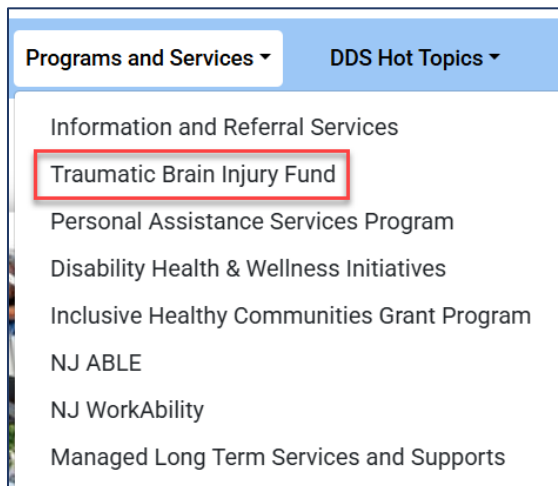 Programs and Services DDS Hot Topics
Information and Referral Services
Traumatic Brain Injury Fund
Personal Assistance Services Program
Disability Health & Wellness Initiatives
Inclusive Healthy Communities Grant Program
NJ ABLE
NJ WorkAbility
Managed Long Term Services and Supports